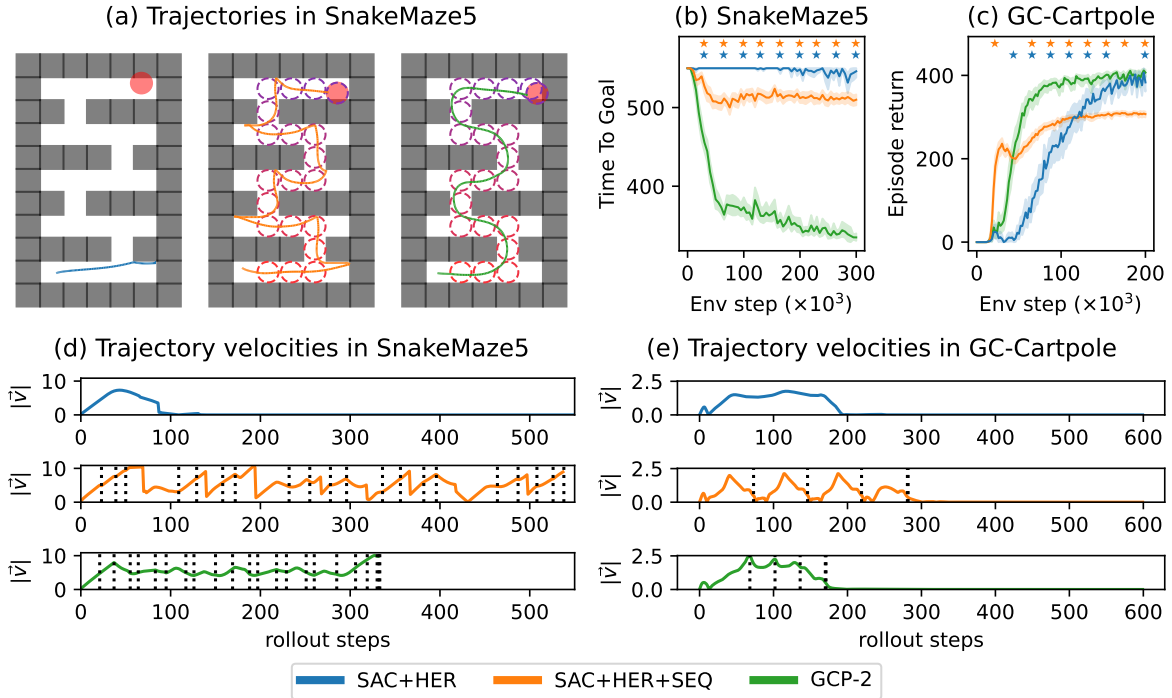 (a) Trajectories in SnakeMaze5
(b) SnakeMaze5
500
400
Time To Goal
0
100
200
300
Env step (×10³)
(c) GC-Cartpole
400
200
0
Episode return
0
100
200
Env step (×10³)
(d) Trajectory velocities in SnakeMaze5
10
0
|v⃗|
0 100 200 300 400 500
10
0
|v⃗|
0 100 200 300 400 500
10
0
|v⃗|
0 100 200 300 400 500
rollout steps
(e) Trajectory velocities in GC-Cartpole
2.5
0.0
|v⃗|
0 100 200 300 400 500 600
2.5
0.0
|v⃗|
0 100 200 300 400 500 600
2.5
0.0
|v⃗|
0 100 200 300 400 500 600
rollout steps
SAC+HER SAC+HER+SEQ GCP-2